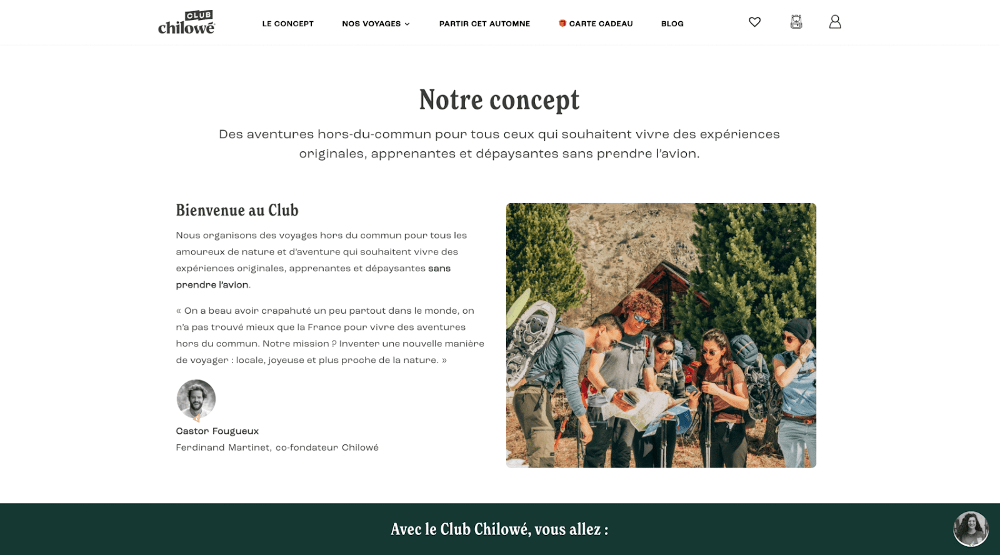 CLUB
chilowé
LE CONCEPT
NOS VOYAGES
PARTIR CET AUTOMNE
CARTE CADEAU
BLOG
Notre concept
Des aventures hors-du-commun pour tous ceux qui souhaitent vivre des expériences
originales, apprenantes et dépaysantes sans prendre l’avion.
Bienvenue au Club
Nous organisons des voyages hors du commun pour tous les
amoureux de nature et d’aventure qui souhaitent vivre des
expériences originales, apprenantes et dépaysantes sans
prendre l’avion.
« On a beau avoir crapahuté un peu partout dans le monde, on
n’a pas trouvé mieux que la France pour vivre des aventures
hors du commun. Notre mission ? Inventer une nouvelle manière
de voyager : locale, joyeuse et plus proche de la nature. »
Castor Fougueux
Ferdinand Martinet, co-fondateur Chilowé
Avec le Club Chilowé, vous allez :